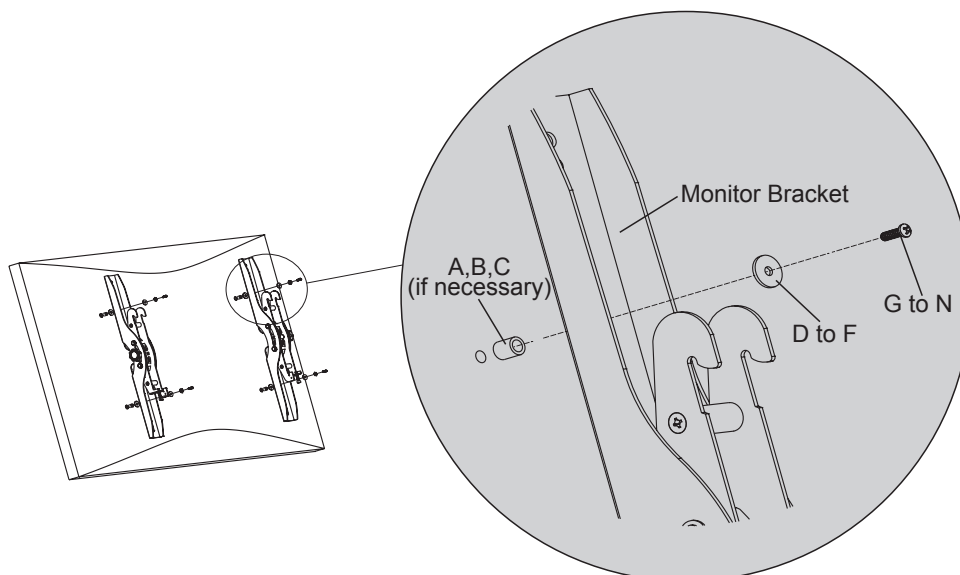 Monitor Bracket
A,B,C
(if necessary)
G to N
D to F